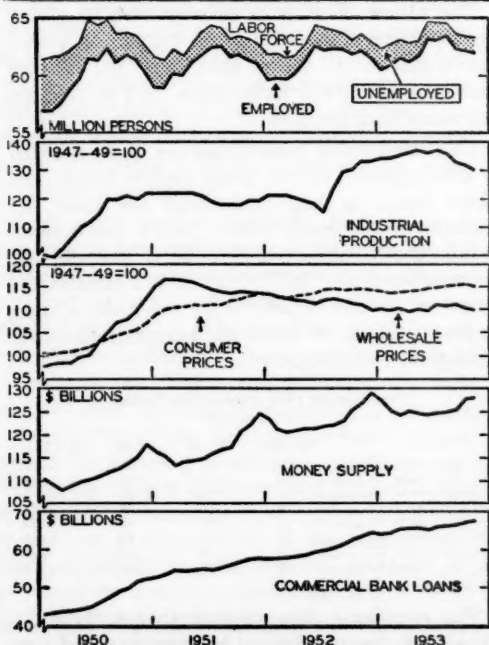 65
60
55
LABOR
FORCE
EMPLOYED
UNEMPLOYED
MILLION PERSONS
140
130
120
110
100
1947-49=100
INDUSTRIAL
PRODUCTION
115
110
105
100
95
1947-49=100
CONSUMER
PRICES
WHOLESALE
PRICES
130
125
120
115
110
105
$ BILLIONS
MONEY SUPPLY
70
60
50
40
$ BILLIONS
COMMERCIAL BANK LOANS
1950 1951 1952 1953